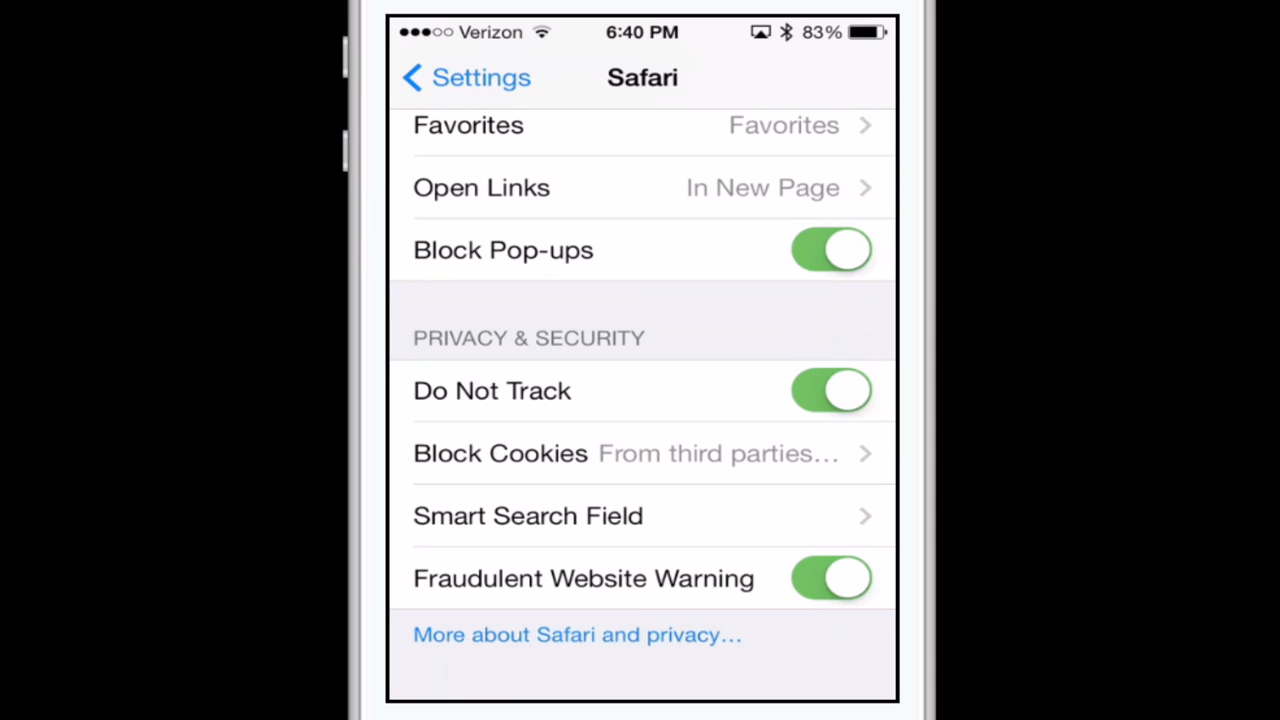 Verizon 6:40 PM 83%
Settings Safari
Favorites Favorites
Open Links In New Page
Block Pop-ups
PRIVACY & SECURITY
Do Not Track
Block Cookies From third parties...
Smart Search Field
Fraudulent Website Warning
More about Safari and privacy...